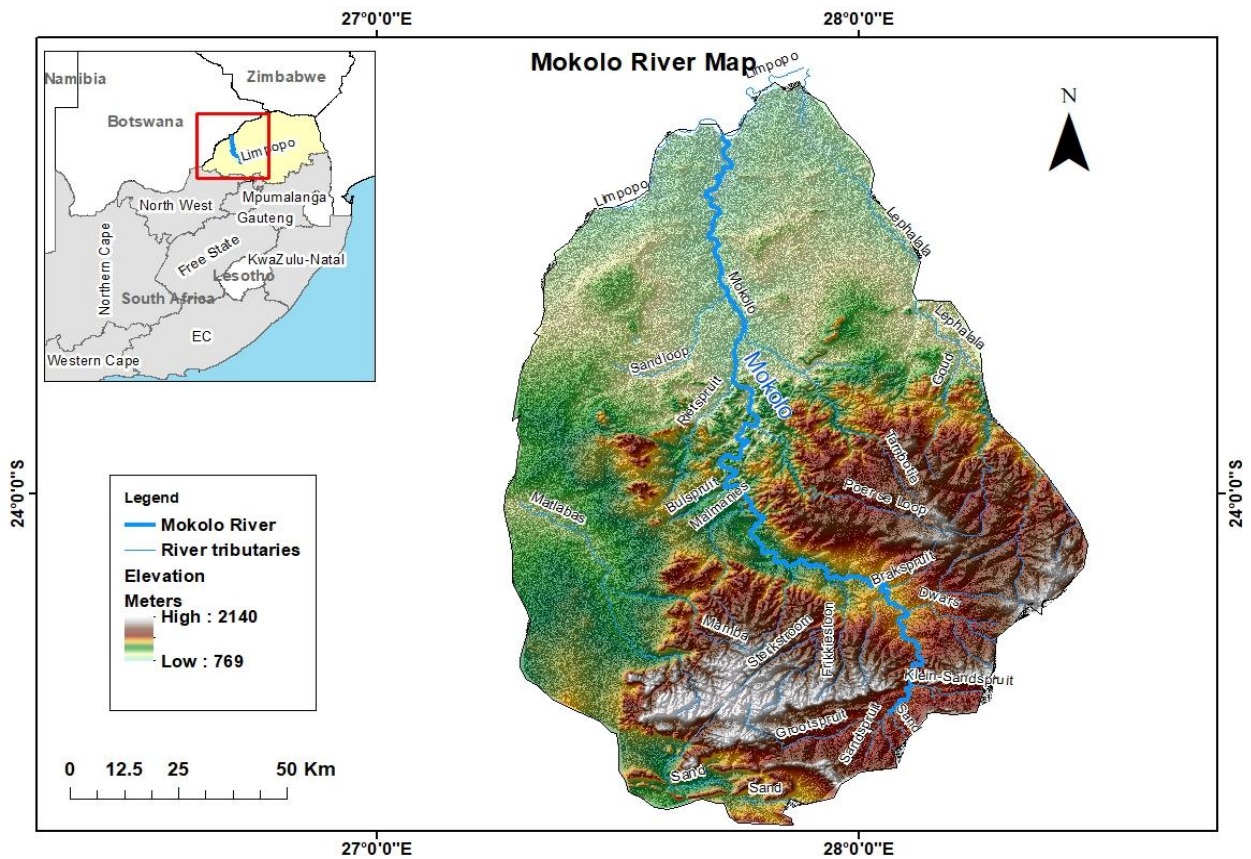 27°0'0"E
28°0'0"E
Mokolo River Map
Namibia
Zimbabwe
Botswana
Limpopo
North West
Mpumalanga
Gauteng
Northern Cape
Free State
KwaZulu-Natal
Lesotho
South Africa
EC
Western Cape
N
Limpopo
Limpopo
Lephalala
Mokolo
Lephalala
Sandloop
Mokolo
Goud
Rietspruit
Tambotie
Poerse Loop
Bulspruit
Malmanies
Matlabas
24°0'0"S
24°0'0"S
Brakspruit
Dwars
Mamba
Sterkstroom
Frikkiesloop
Klein-Sandspruit
Grootspruit
Sandspruit
Sand
Sand
Sand
Legend
Mokolo River
River tributaries
Elevation
Meters
High : 2140
Low : 769
0 12.5 25 50 Km
27°0'0"E
28°0'0"E